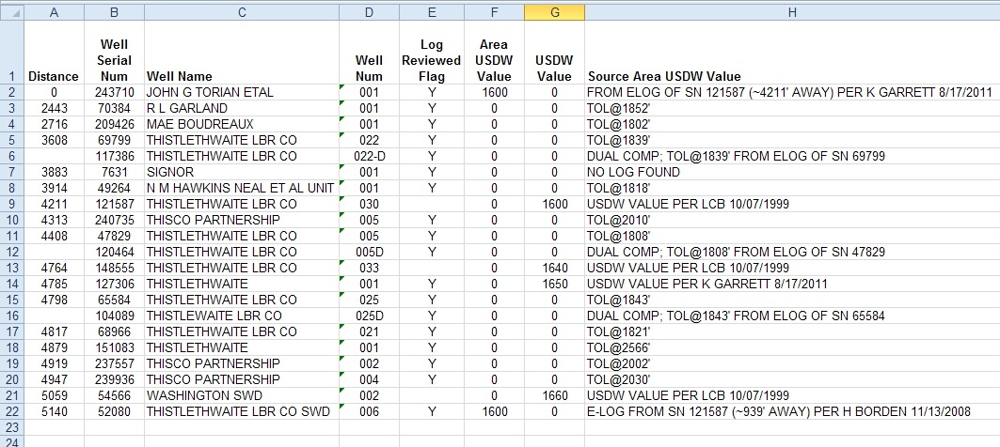 A B C D E F G H
1 Distance Well Serial Num Well Name Well Num Log Reviewed Flag Area USDW Value USDW Value Source Area USDW Value
2 0 243710 JOHN G TORIAN ETAL 001 Y 1600 0 FROM ELOG OF SN 121587 (~4211' AWAY) PER K GARRETT 8/17/2011
3 2443 70384 R L GARLAND 001 Y 0 0 TOL@1852'
4 2716 209426 MAE BOUDREAUX 001 Y 0 0 TOL@1802'
5 3608 69799 THISTLETHWAITE LBR CO 022 Y 0 0 TOL@1839'
6 117386 THISTLETHWAITE LBR CO 022-D Y 0 0 DUAL COMP; TOL@1839' FROM ELOG OF SN 69799
7 3883 7631 SIGNOR 001 Y 0 0 NO LOG FOUND
8 3914 49264 N M HAWKINS NEAL ET AL UNIT 001 Y 0 0 TOL@1818'
9 4211 121587 THISTLETHWAITE LBR CO 030 0 1600 USDW VALUE PER LCB 10/07/1999
10 4313 240735 THISCO PARTNERSHIP 005 Y 0 0 TOL@2010'
11 4408 47829 THISTLETHWAITE LBR CO 005 Y 0 0 TOL@1808'
12 120464 THISTLETHWAITE LBR CO 005D Y 0 0 DUAL COMP; TOL@1808' FROM ELOG OF SN 47829
13 4764 148555 THISTLETHWAITE LBR CO 033 0 1640 USDW VALUE PER LCB 10/07/1999
14 4785 127306 THISTLETHWAITE 001 Y 0 1650 USDW VALUE PER K GARRETT 8/17/2011
15 4798 65584 THISTLETHWAITE LBR CO 025 Y 0 0 TOL@1843'
16 104089 THISTLEWAITE LBR CO 025D Y 0 0 DUAL COMP; TOL@1843' FROM ELOG OF SN 65584
17 4817 68966 THISTLETHWAITE LBR CO 021 Y 0 0 TOL@1821'
18 4879 151083 THISTLETHWAITE 001 Y 0 0 TOL@2566'
19 4919 237557 THISCO PARTNERSHIP 002 Y 0 0 TOL@2002'
20 4947 239936 THISCO PARTNERSHIP 004 Y 0 0 TOL@2030'
21 5059 54566 WASHINGTON SWD 002 0 1660 USDW VALUE PER LCB 10/07/1999
22 5140 52080 THISTLETHWAITE LBR CO SWD 006 Y 1600 0 E-LOG FROM SN 121587 (~939' AWAY) PER H BORDEN 11/13/2008
23
24